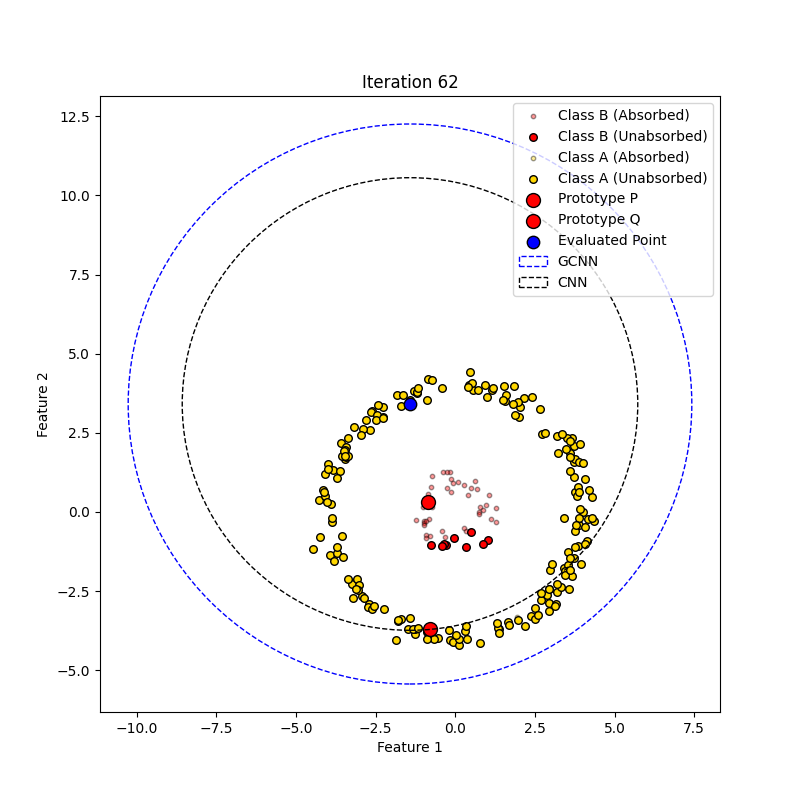 Iteration 62
Class B (Absorbed)
Class B (Unabsorbed)
Class A (Absorbed)
Class A (Unabsorbed)
Prototype P
Prototype Q
Evaluated Point
GCNN
CNN
Feature 2
12.5
10.0
7.5
5.0
2.5
0.0
−2.5
−5.0
−10.0 −7.5 −5.0 −2.5 0.0 2.5 5.0 7.5
Feature 1